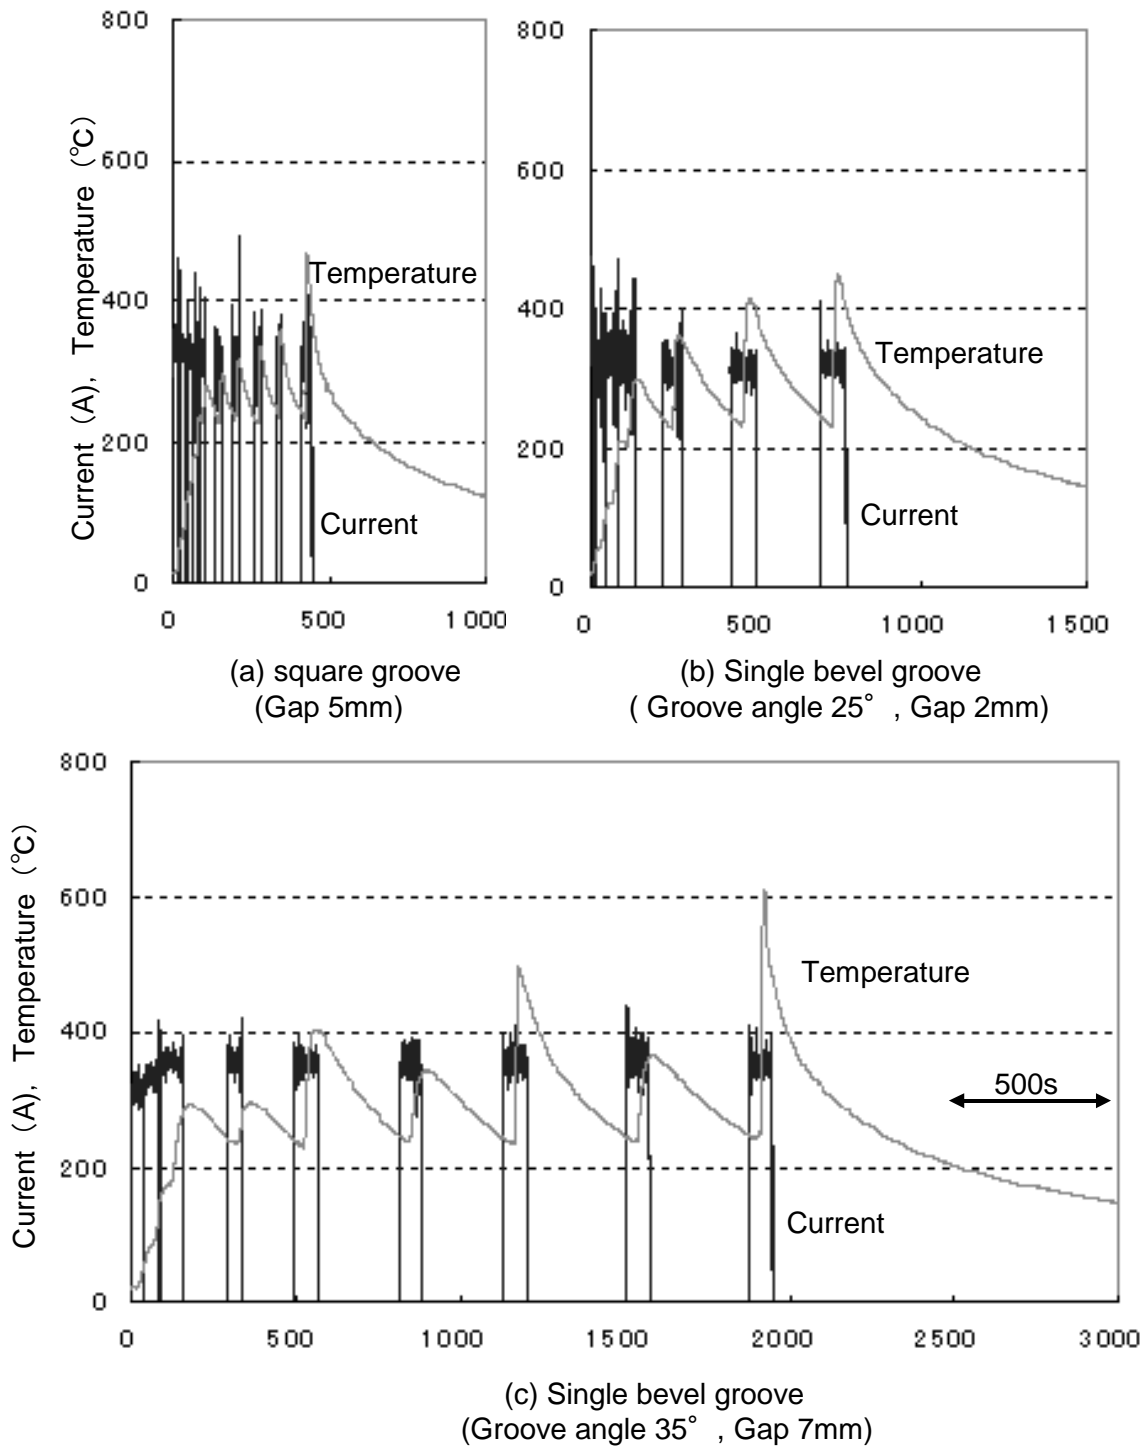 800
600
400
200
0
Current (A), Temperature (℃)
Temperature
Current
0 500 1000
(a) square groove
(Gap 5mm)
800
600
400
200
0
Temperature
Current
0 500 1000 1500
(b) Single bevel groove
( Groove angle 25° , Gap 2mm)
800
600
400
200
0
Current (A), Temperature (℃)
Temperature
500s
Current
0 500 1000 1500 2000 2500 3000
(c) Single bevel groove
(Groove angle 35° , Gap 7mm)